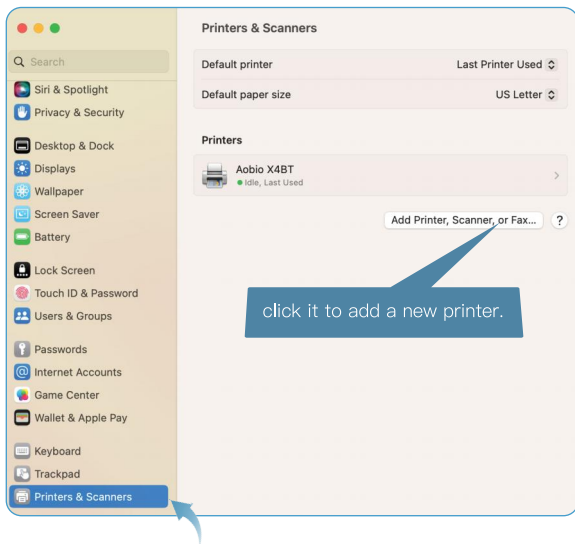 Printers & Scanners
Search
Siri & Spotlight
Privacy & Security
Desktop & Dock
Displays
Wallpaper
Screen Saver
Battery
Lock Screen
Touch ID & Password
Users & Groups
Passwords
Internet Accounts
Game Center
Wallet & Apple Pay
Keyboard
Trackpad
Printers & Scanners
Default printer Last Printer Used
Default paper size US Letter
Printers
Aobio X4BT
Idle, Last Used
Add Printer, Scanner, or Fax... ?
click it to add a new printer.